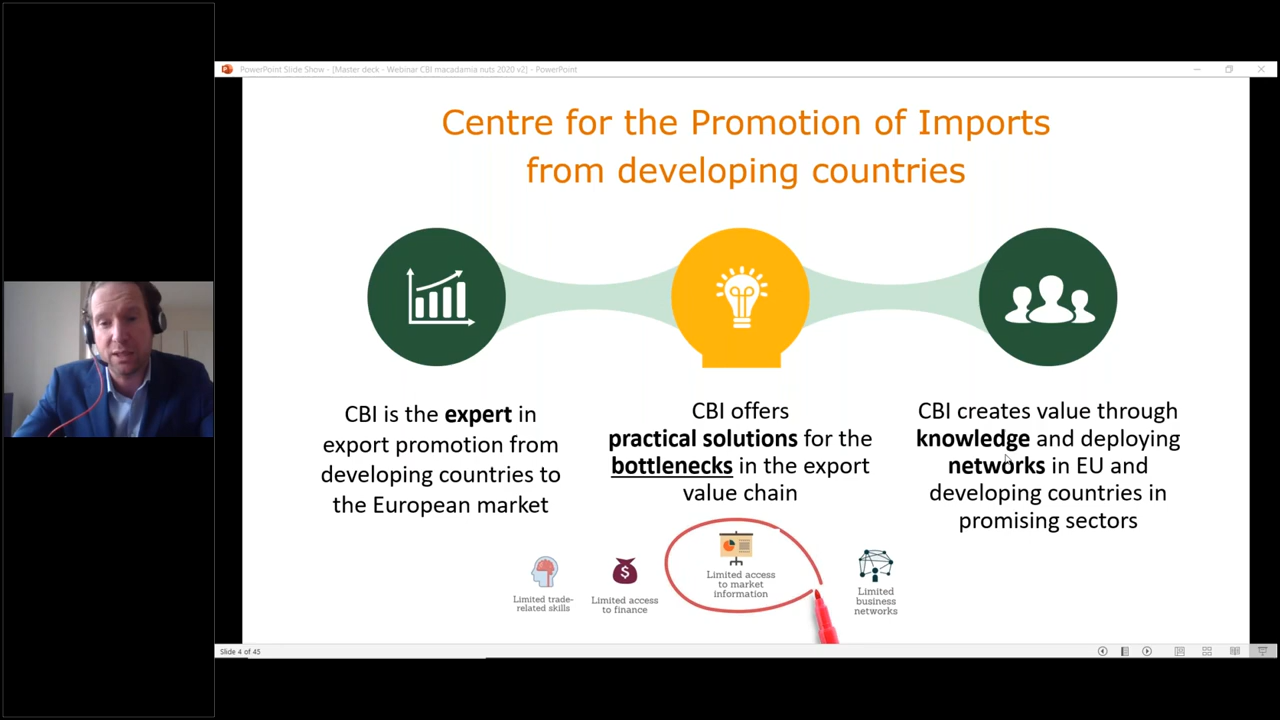 PowerPoint Slide Show - [Master deck - Webinar CBI macadamia nuts 2020 v2] - PowerPoint
Centre for the Promotion of Imports
from developing countries
CBI is the expert in
export promotion from
developing countries to
the European market
CBI offers
practical solutions for the
bottlenecks in the export
value chain
CBI creates value through
knowledge and deploying
networks in EU and
developing countries in
promising sectors
Limited trade-
related skills
Limited access
to finance
Limited access
to market
information
Limited
business
networks
Slide 4 of 45